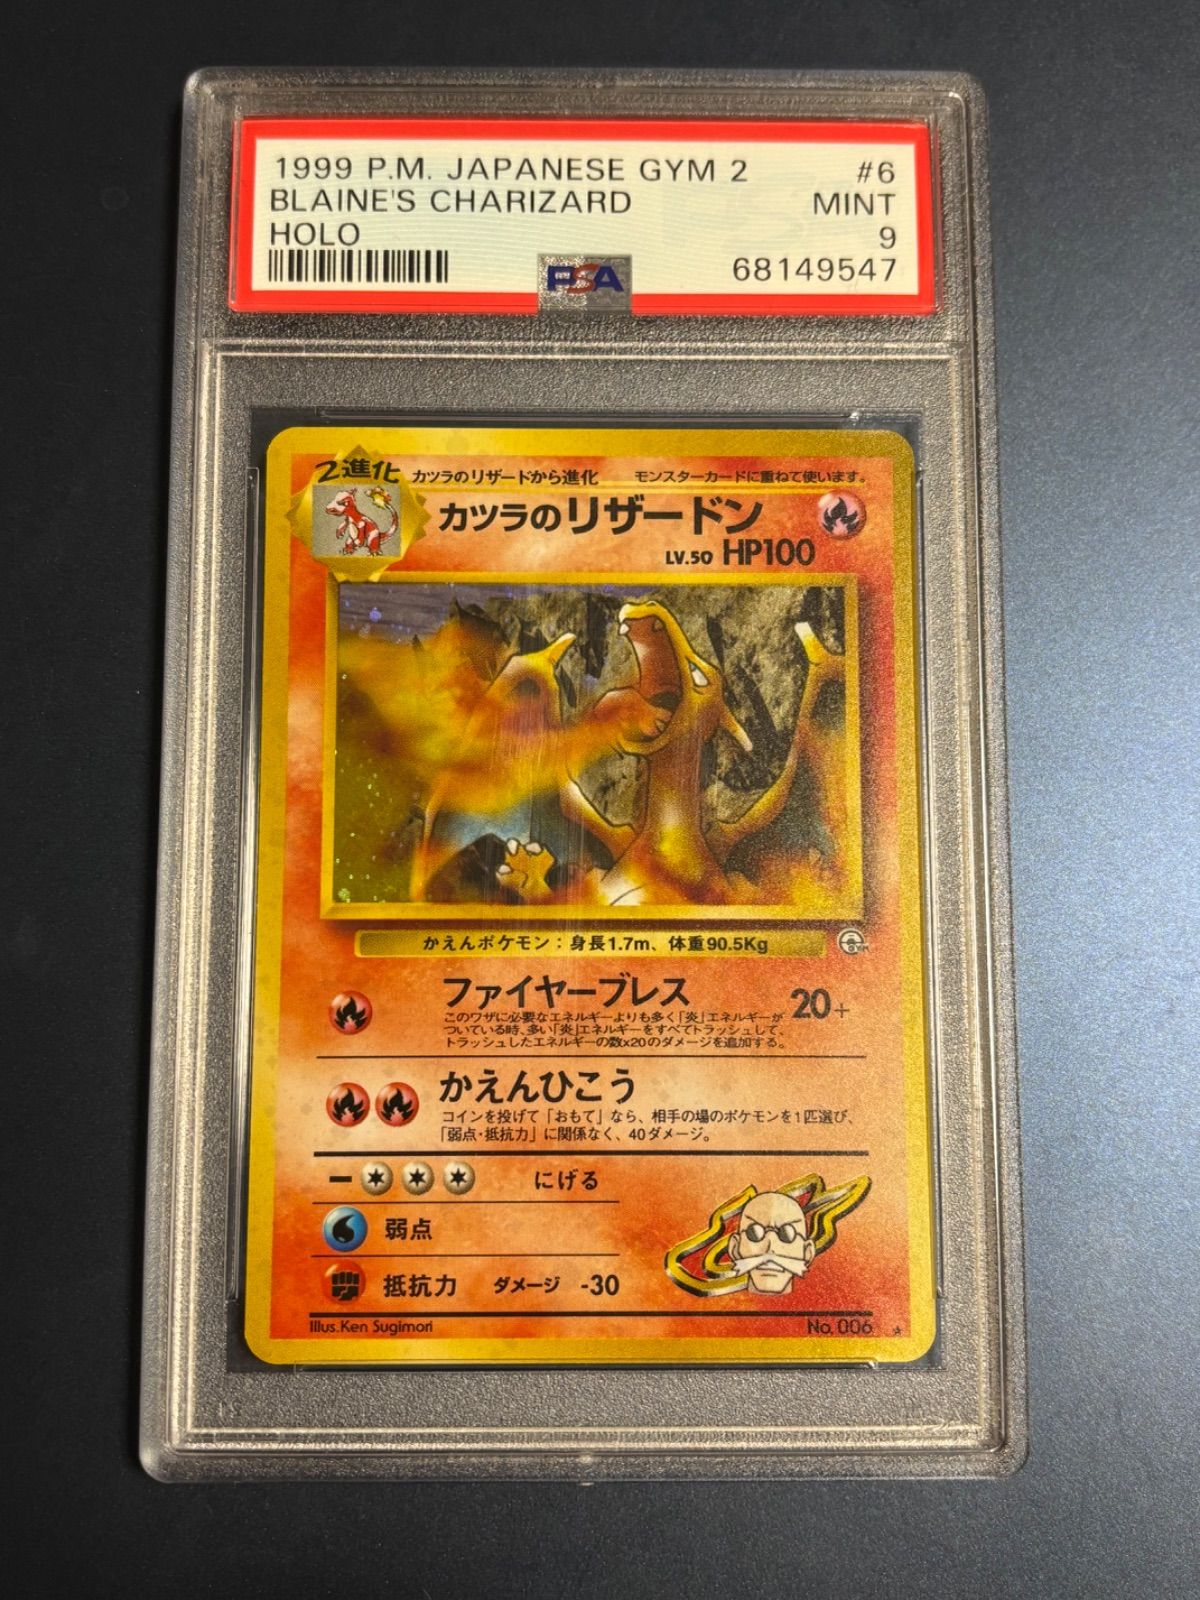 1999 P.M. JAPANESE GYM 2 #6
BLAINE'S CHARIZARD MINT
HOLO 9
PSA 68149547
2進化 カツラのリザードから進化 モンスターカードに重ねて使います。
カツラのリザードン
LV.50 HP100
かえんポケモン：身長1.7m、体重90.5Kg GYM
ファイヤーブレス 20+
このワザに必要なエネルギーよりも多く「炎」エネルギーが
ついている時、多い「炎」エネルギーをすべてトラッシュして、
トラッシュしたエネルギーの数x20のダメージを追加する。
かえんひこう
コインを投げて「おもて」なら、相手の場のポケモンを1匹選び、
「弱点・抵抗力」に関係なく、40ダメージ。
にげる
弱点
抵抗力 ダメージ -30
Illus.Ken Sugimori No.006 ★